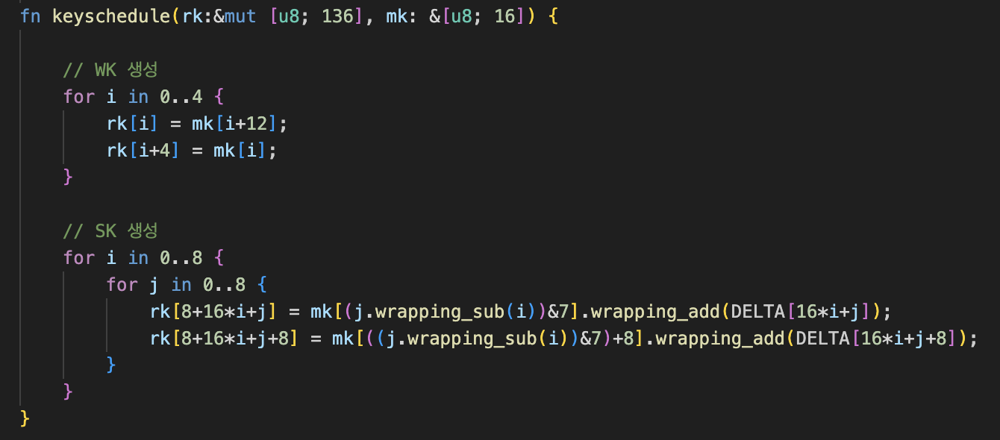 fn keyschedule(rk:&mut [u8; 136], mk: &[u8; 16]) {
// WK 생성
for i in 0..4 {
rk[i] = mk[i+12];
rk[i+4] = mk[i];
}
// SK 생성
for i in 0..8 {
for j in 0..8 {
rk[8+16*i+j] = mk[(j.wrapping_sub(i))&7].wrapping_add(DELTA[16*i+j]);
rk[8+16*i+j+8] = mk[((j.wrapping_sub(i))&7)+8].wrapping_add(DELTA[16*i+j+8]);
}
}
}